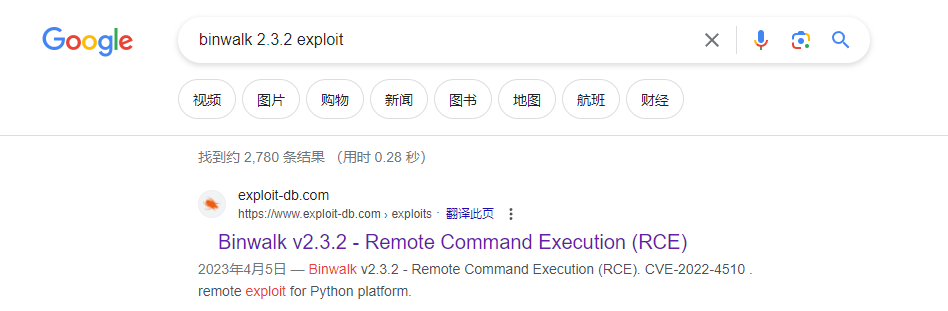 Google
binwalk 2.3.2 exploit
视频 图片 购物 新闻 图书 地图 航班 财经
找到约 2,780 条结果 （用时 0.28 秒）
exploit-db.com
https://www.exploit-db.com › exploits · 翻译此页
Binwalk v2.3.2 - Remote Command Execution (RCE)
2023年4月5日 — Binwalk v2.3.2 - Remote Command Execution (RCE). CVE-2022-4510 .
remote exploit for Python platform.